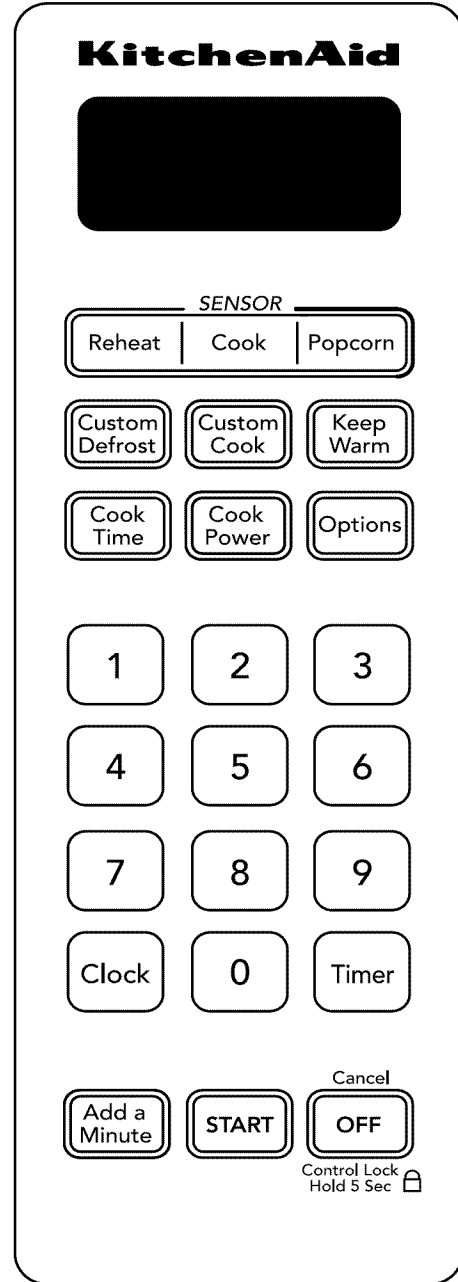 KitchenAid
SENSOR
Reheat Cook Popcorn
Custom Defrost
Custom Cook
Keep Warm
Cook Time
Cook Power
Options
1 2 3
4 5 6
7 8 9
Clock 0 Timer
Add a Minute
START
Cancel
OFF
Control Lock
Hold 5 Sec